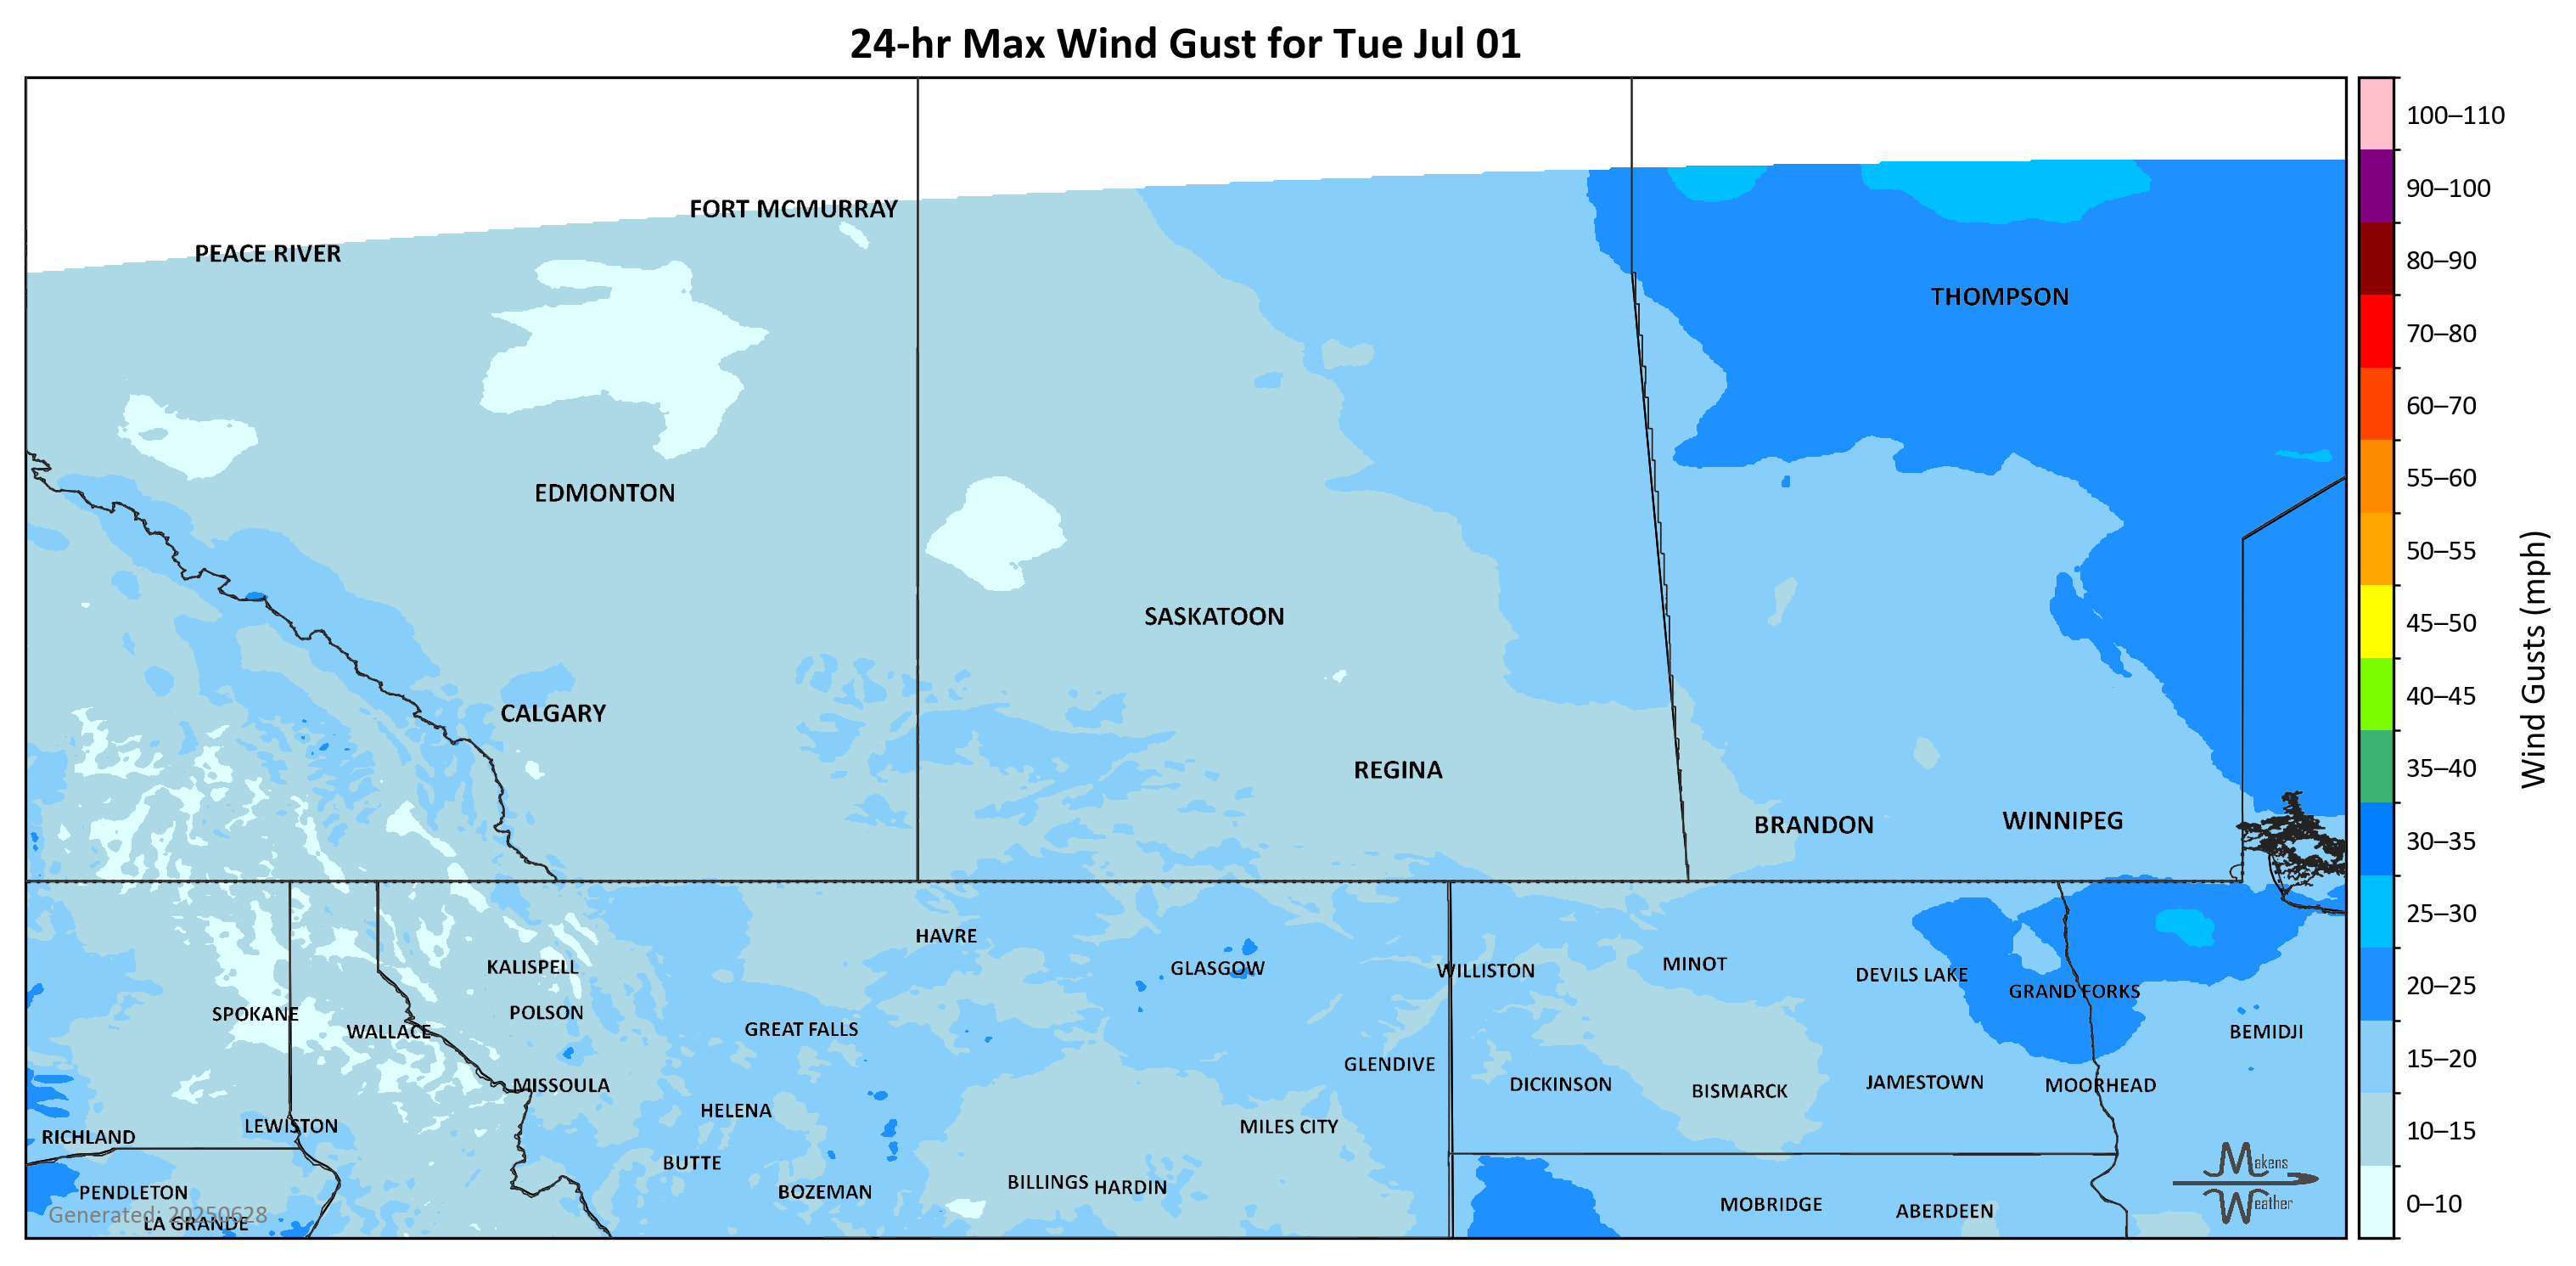 24-hr Max Wind Gust for Tue Jul 01
100–110
90–100
80–90
70–80
60–70
55–60
50–55
45–50
40–45
35–40
30–35
25–30
20–25
15–20
10–15
0–10
Wind Gusts (mph)
FORT MCMURRAY
PEACE RIVER
THOMPSON
EDMONTON
SASKATOON
CALGARY
REGINA
BRANDON
WINNIPEG
HAVRE
KALISPELL
GLASGOW
WILLISTON
MINOT
DEVILS LAKE
GRAND FORKS
SPOKANE
POLSON
WALLACE
GREAT FALLS
BEMIDJI
GLENDIVE
MISSOULA
DICKINSON
BISMARCK
JAMESTOWN
MOORHEAD
HELENA
LEWISTON
MILES CITY
RICHLAND
BUTTE
PENDLETON
BOZEMAN
BILLINGS
HARDIN
MOBRIDGE
ABERDEEN
LA GRANDE
Generated: 20250628
Makens
Weather